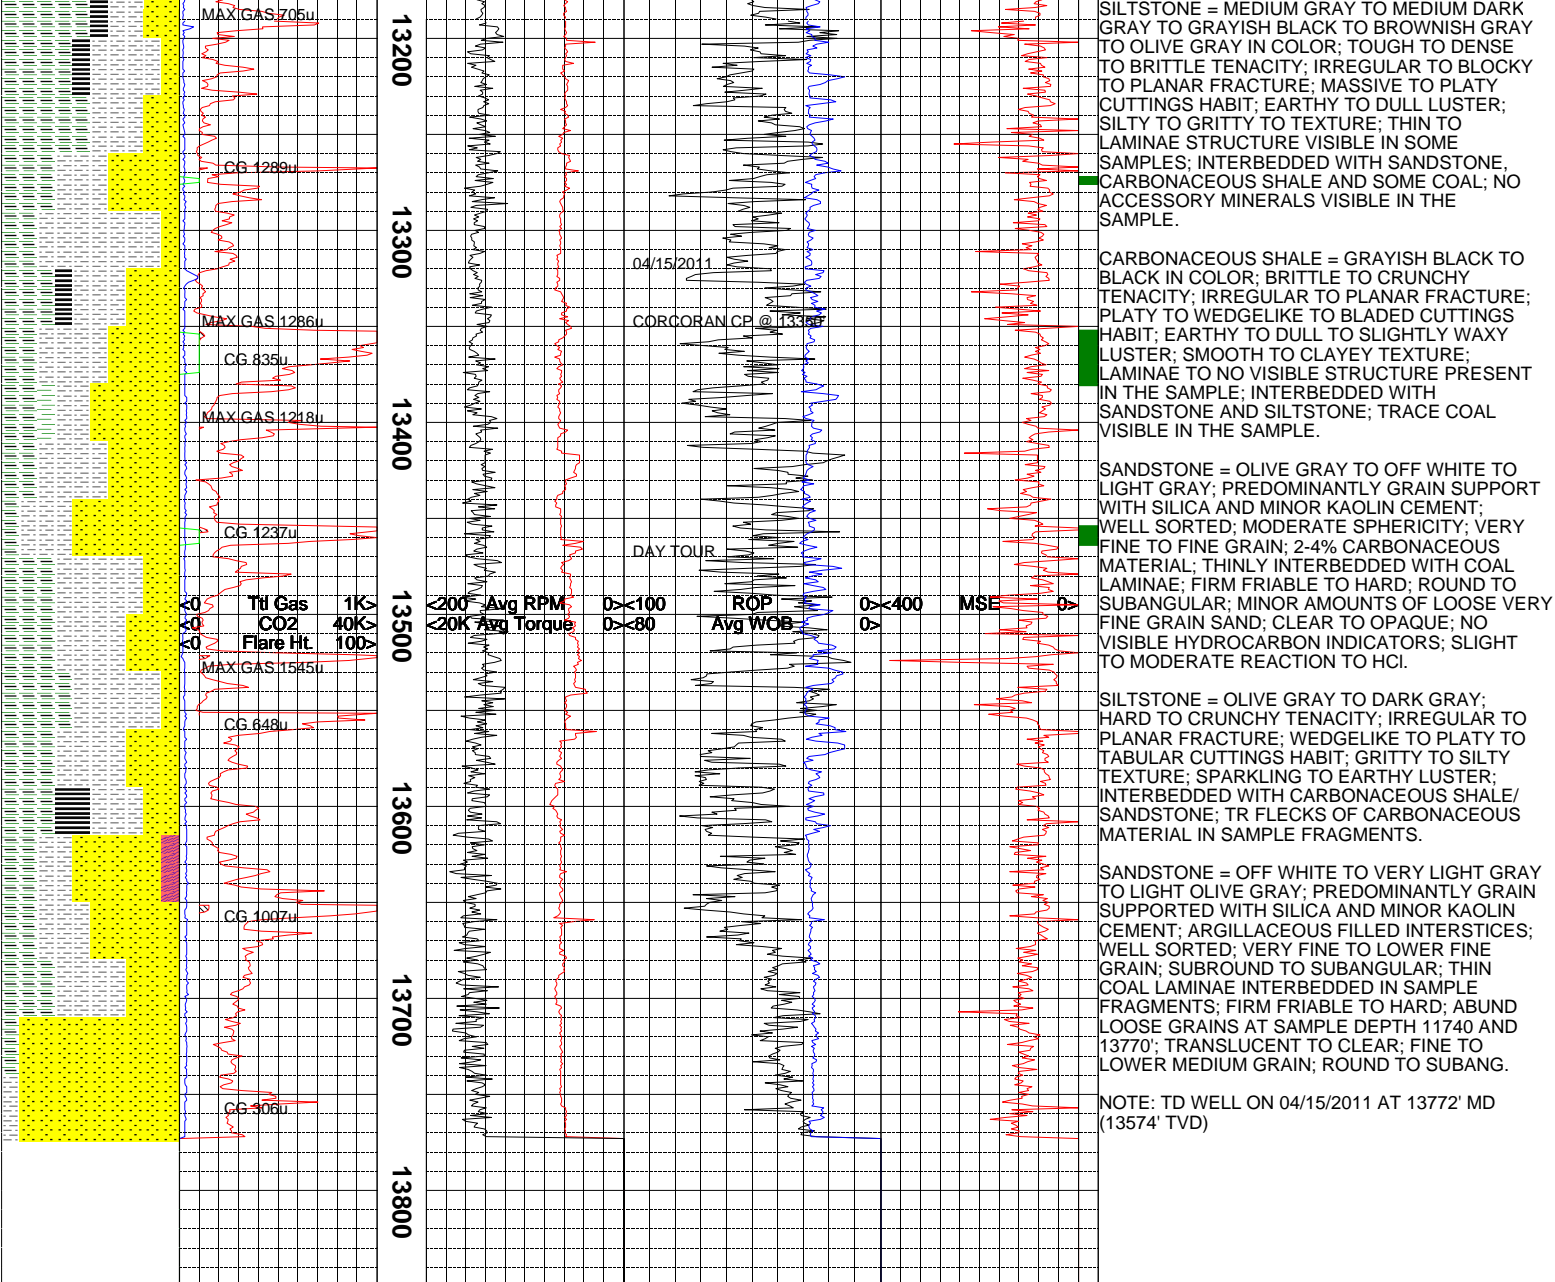 MAX GAS 705u
CG 1289u
MAX GAS 1286u
CG 835u
MAX GAS 1218u
CG 1237u
<0 Ttl Gas 1K>
<0 CO2 40K>
<0 Flare Ht. 100>
MAX GAS 1545u
CG 648u
CG 1007u
CG 306u
13200
13300
13400
13500
13600
13700
13800
<200 Avg RPM 0>
<20K Avg Torque 0>
04/15/2011
CORCORAN CP @ 13350'
DAY TOUR
<100 ROP 0>
<80 Avg WOB 0>
<400 MSE 0>
SILTSTONE = MEDIUM GRAY TO MEDIUM DARK
GRAY TO GRAYISH BLACK TO BROWNISH GRAY
TO OLIVE GRAY IN COLOR; TOUGH TO DENSE
TO BRITTLE TENACITY; IRREGULAR TO BLOCKY
TO PLANAR FRACTURE; MASSIVE TO PLATY
CUTTINGS HABIT; EARTHY TO DULL LUSTER;
SILTY TO GRITTY TO TEXTURE; THIN TO
LAMINAE STRUCTURE VISIBLE IN SOME
SAMPLES; INTERBEDDED WITH SANDSTONE,
CARBONACEOUS SHALE AND SOME COAL; NO
ACCESSORY MINERALS VISIBLE IN THE
SAMPLE.
CARBONACEOUS SHALE = GRAYISH BLACK TO
BLACK IN COLOR; BRITTLE TO CRUNCHY
TENACITY; IRREGULAR TO PLANAR FRACTURE;
PLATY TO WEDGELIKE TO BLADED CUTTINGS
HABIT; EARTHY TO DULL TO SLIGHTLY WAXY
LUSTER; SMOOTH TO CLAYEY TEXTURE;
LAMINAE TO NO VISIBLE STRUCTURE PRESENT
IN THE SAMPLE; INTERBEDDED WITH
SANDSTONE AND SILTSTONE; TRACE COAL
VISIBLE IN THE SAMPLE.
SANDSTONE = OLIVE GRAY TO OFF WHITE TO
LIGHT GRAY; PREDOMINANTLY GRAIN SUPPORT
WITH SILICA AND MINOR KAOLIN CEMENT;
WELL SORTED; MODERATE SPHERICITY; VERY
FINE TO FINE GRAIN; 2-4% CARBONACEOUS
MATERIAL; THINLY INTERBEDDED WITH COAL
LAMINAE; FIRM FRIABLE TO HARD; ROUND TO
SUBANGULAR; MINOR AMOUNTS OF LOOSE VERY
FINE GRAIN SAND; CLEAR TO OPAQUE; NO
VISIBLE HYDROCARBON INDICATORS; SLIGHT
TO MODERATE REACTION TO HCl.
SILTSTONE = OLIVE GRAY TO DARK GRAY;
HARD TO CRUNCHY TENACITY; IRREGULAR TO
PLANAR FRACTURE; WEDGELIKE TO PLATY TO
TABULAR CUTTINGS HABIT; GRITTY TO SILTY
TEXTURE; SPARKLING TO EARTHY LUSTER;
INTERBEDDED WITH CARBONACEOUS SHALE/
SANDSTONE; TR FLECKS OF CARBONACEOUS
MATERIAL IN SAMPLE FRAGMENTS.
SANDSTONE = OFF WHITE TO VERY LIGHT GRAY
TO LIGHT OLIVE GRAY; PREDOMINANTLY GRAIN
SUPPORTED WITH SILICA AND MINOR KAOLIN
CEMENT; ARGILLACEOUS FILLED INTERSTICES;
WELL SORTED; VERY FINE TO LOWER FINE
GRAIN; SUBROUND TO SUBANGULAR; THIN
COAL LAMINAE INTERBEDDED IN SAMPLE
FRAGMENTS; FIRM FRIABLE TO HARD; ABUND
LOOSE GRAINS AT SAMPLE DEPTH 11740 AND
13770'; TRANSLUCENT TO CLEAR; FINE TO
LOWER MEDIUM GRAIN; ROUND TO SUBANG.
NOTE: TD WELL ON 04/15/2011 AT 13772' MD
(13574' TVD)